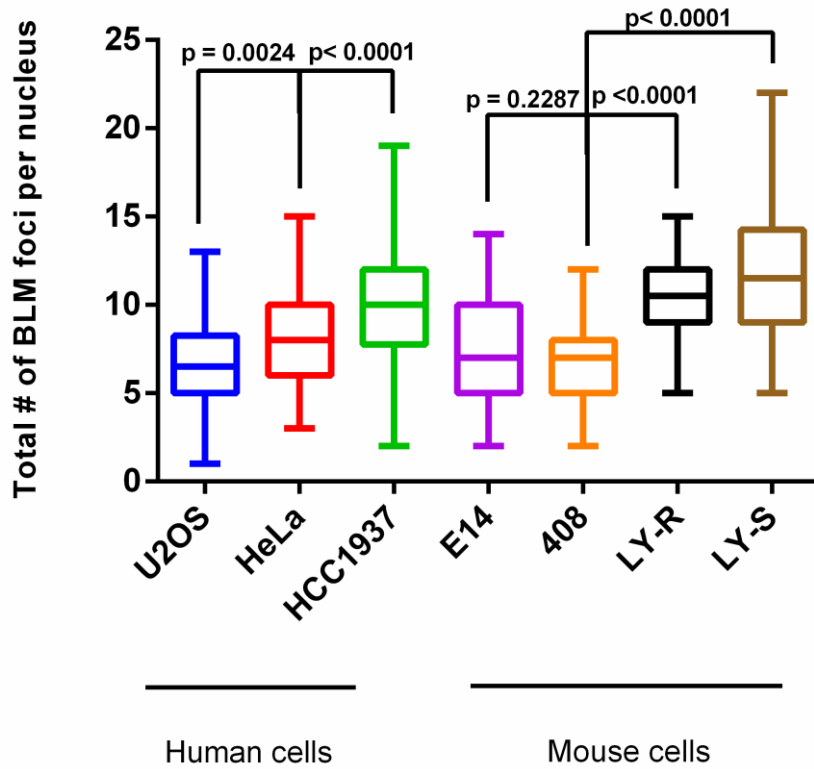 Total # of BLM foci per nucleus
25
20
15
10
5
0
p = 0.0024
p< 0.0001
p< 0.0001
p = 0.2287
p <0.0001
U2OS
HeLa
HCC1937
E14
408
LY-R
LY-S
Human cells
Mouse cells